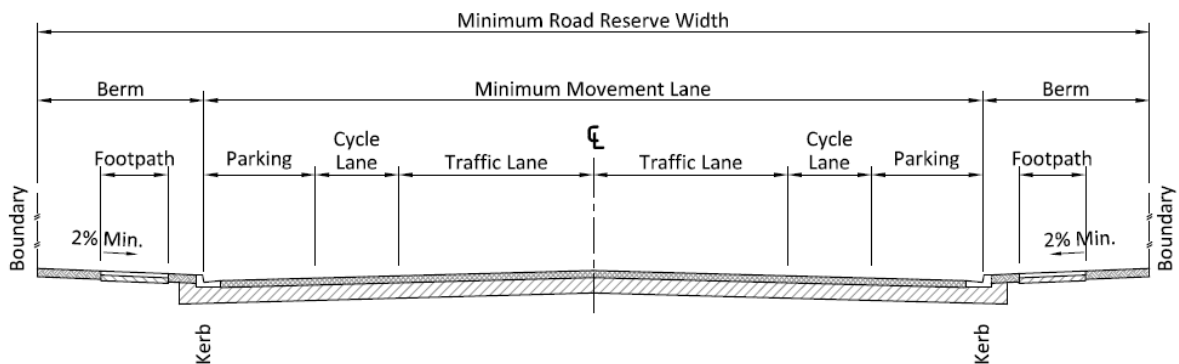 Minimum Road Reserve Width
Berm
Minimum Movement Lane
Berm
Footpath
Parking
Cycle
Lane
Traffic Lane
℄
Traffic Lane
Cycle
Lane
Parking
Footpath
Boundary
2% Min.
2% Min.
Boundary
Kerb
Kerb